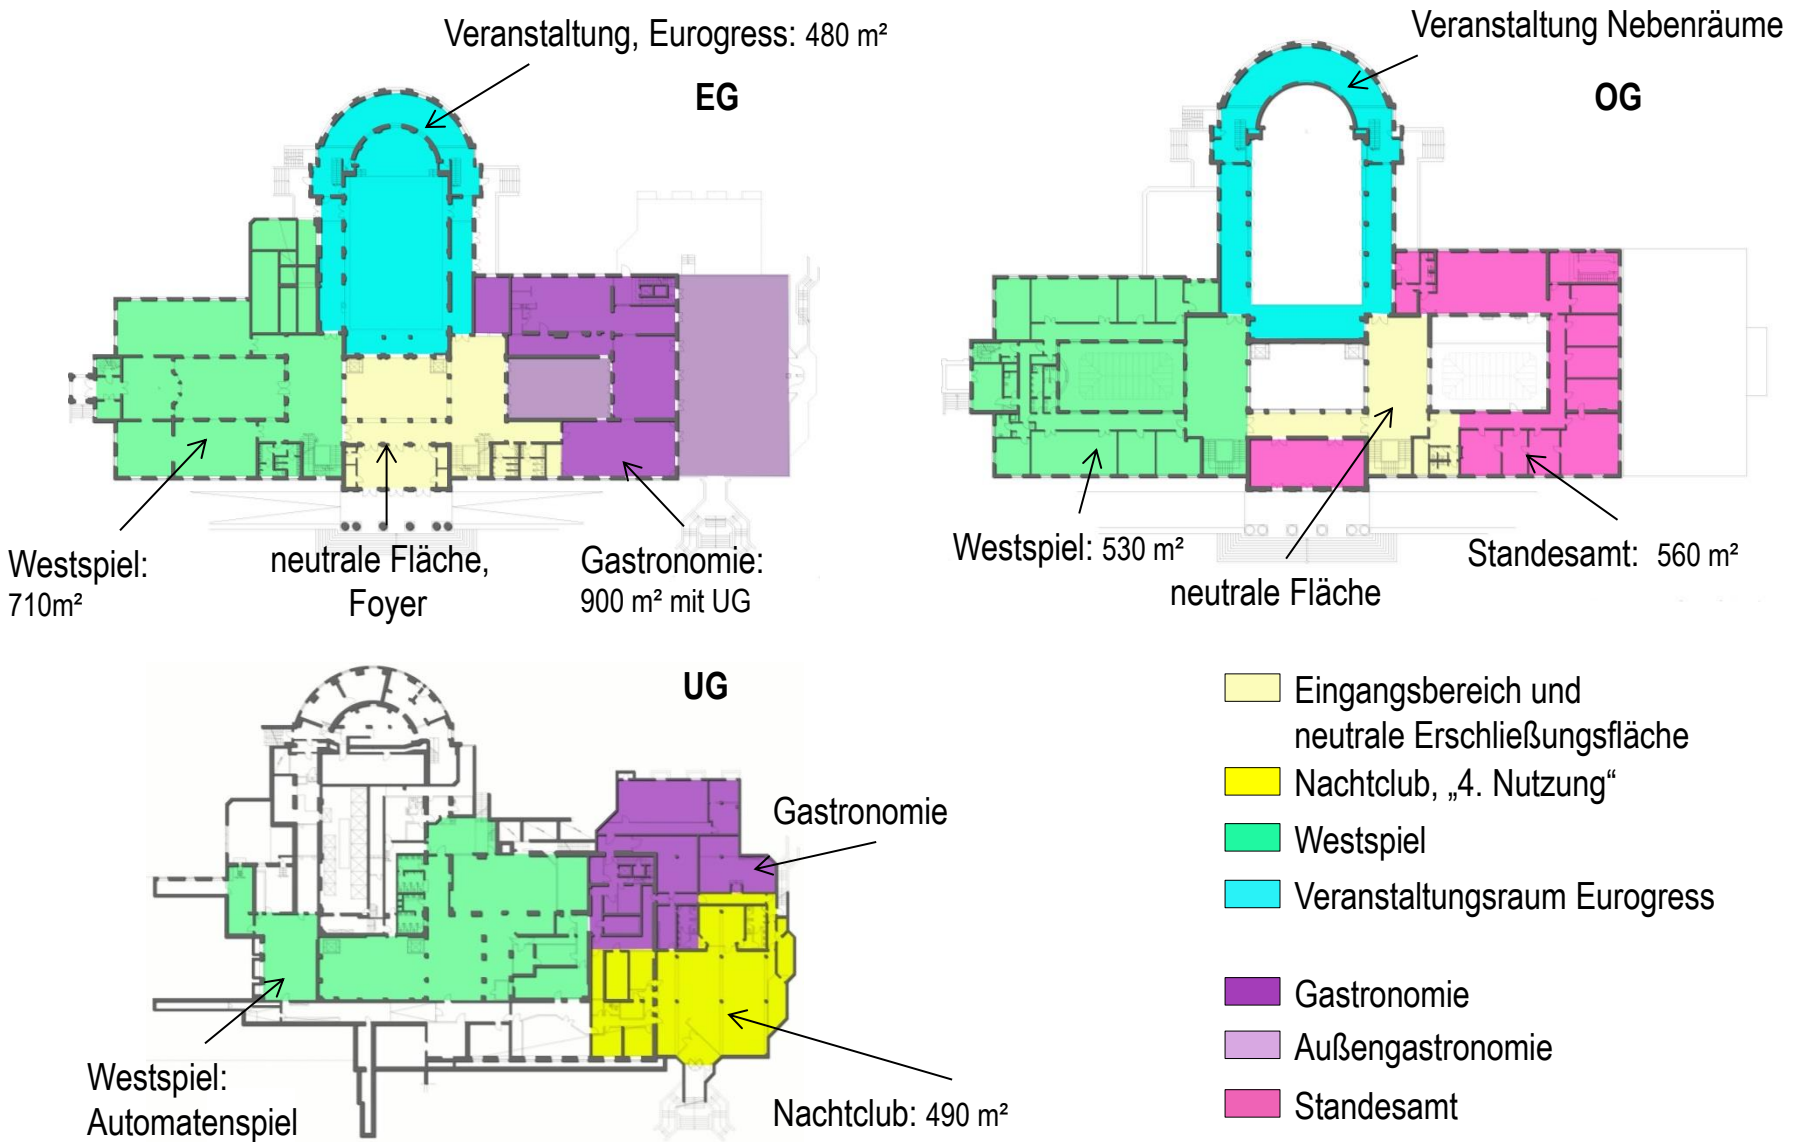 Veranstaltung, Eurogress: 480 m²
EG
Westspiel:
710m²
neutrale Fläche,
Foyer
Gastronomie:
900 m² mit UG
Veranstaltung Nebenräume
OG
Westspiel: 530 m²
neutrale Fläche
Standesamt: 560 m²
UG
Gastronomie
Westspiel:
Automatenspiel
Nachtclub: 490 m²
Eingangsbereich und
neutrale Erschließungsfläche
Nachtclub, „4. Nutzung“
Westspiel
Veranstaltungsraum Eurogress
Gastronomie
Außengastronomie
Standesamt